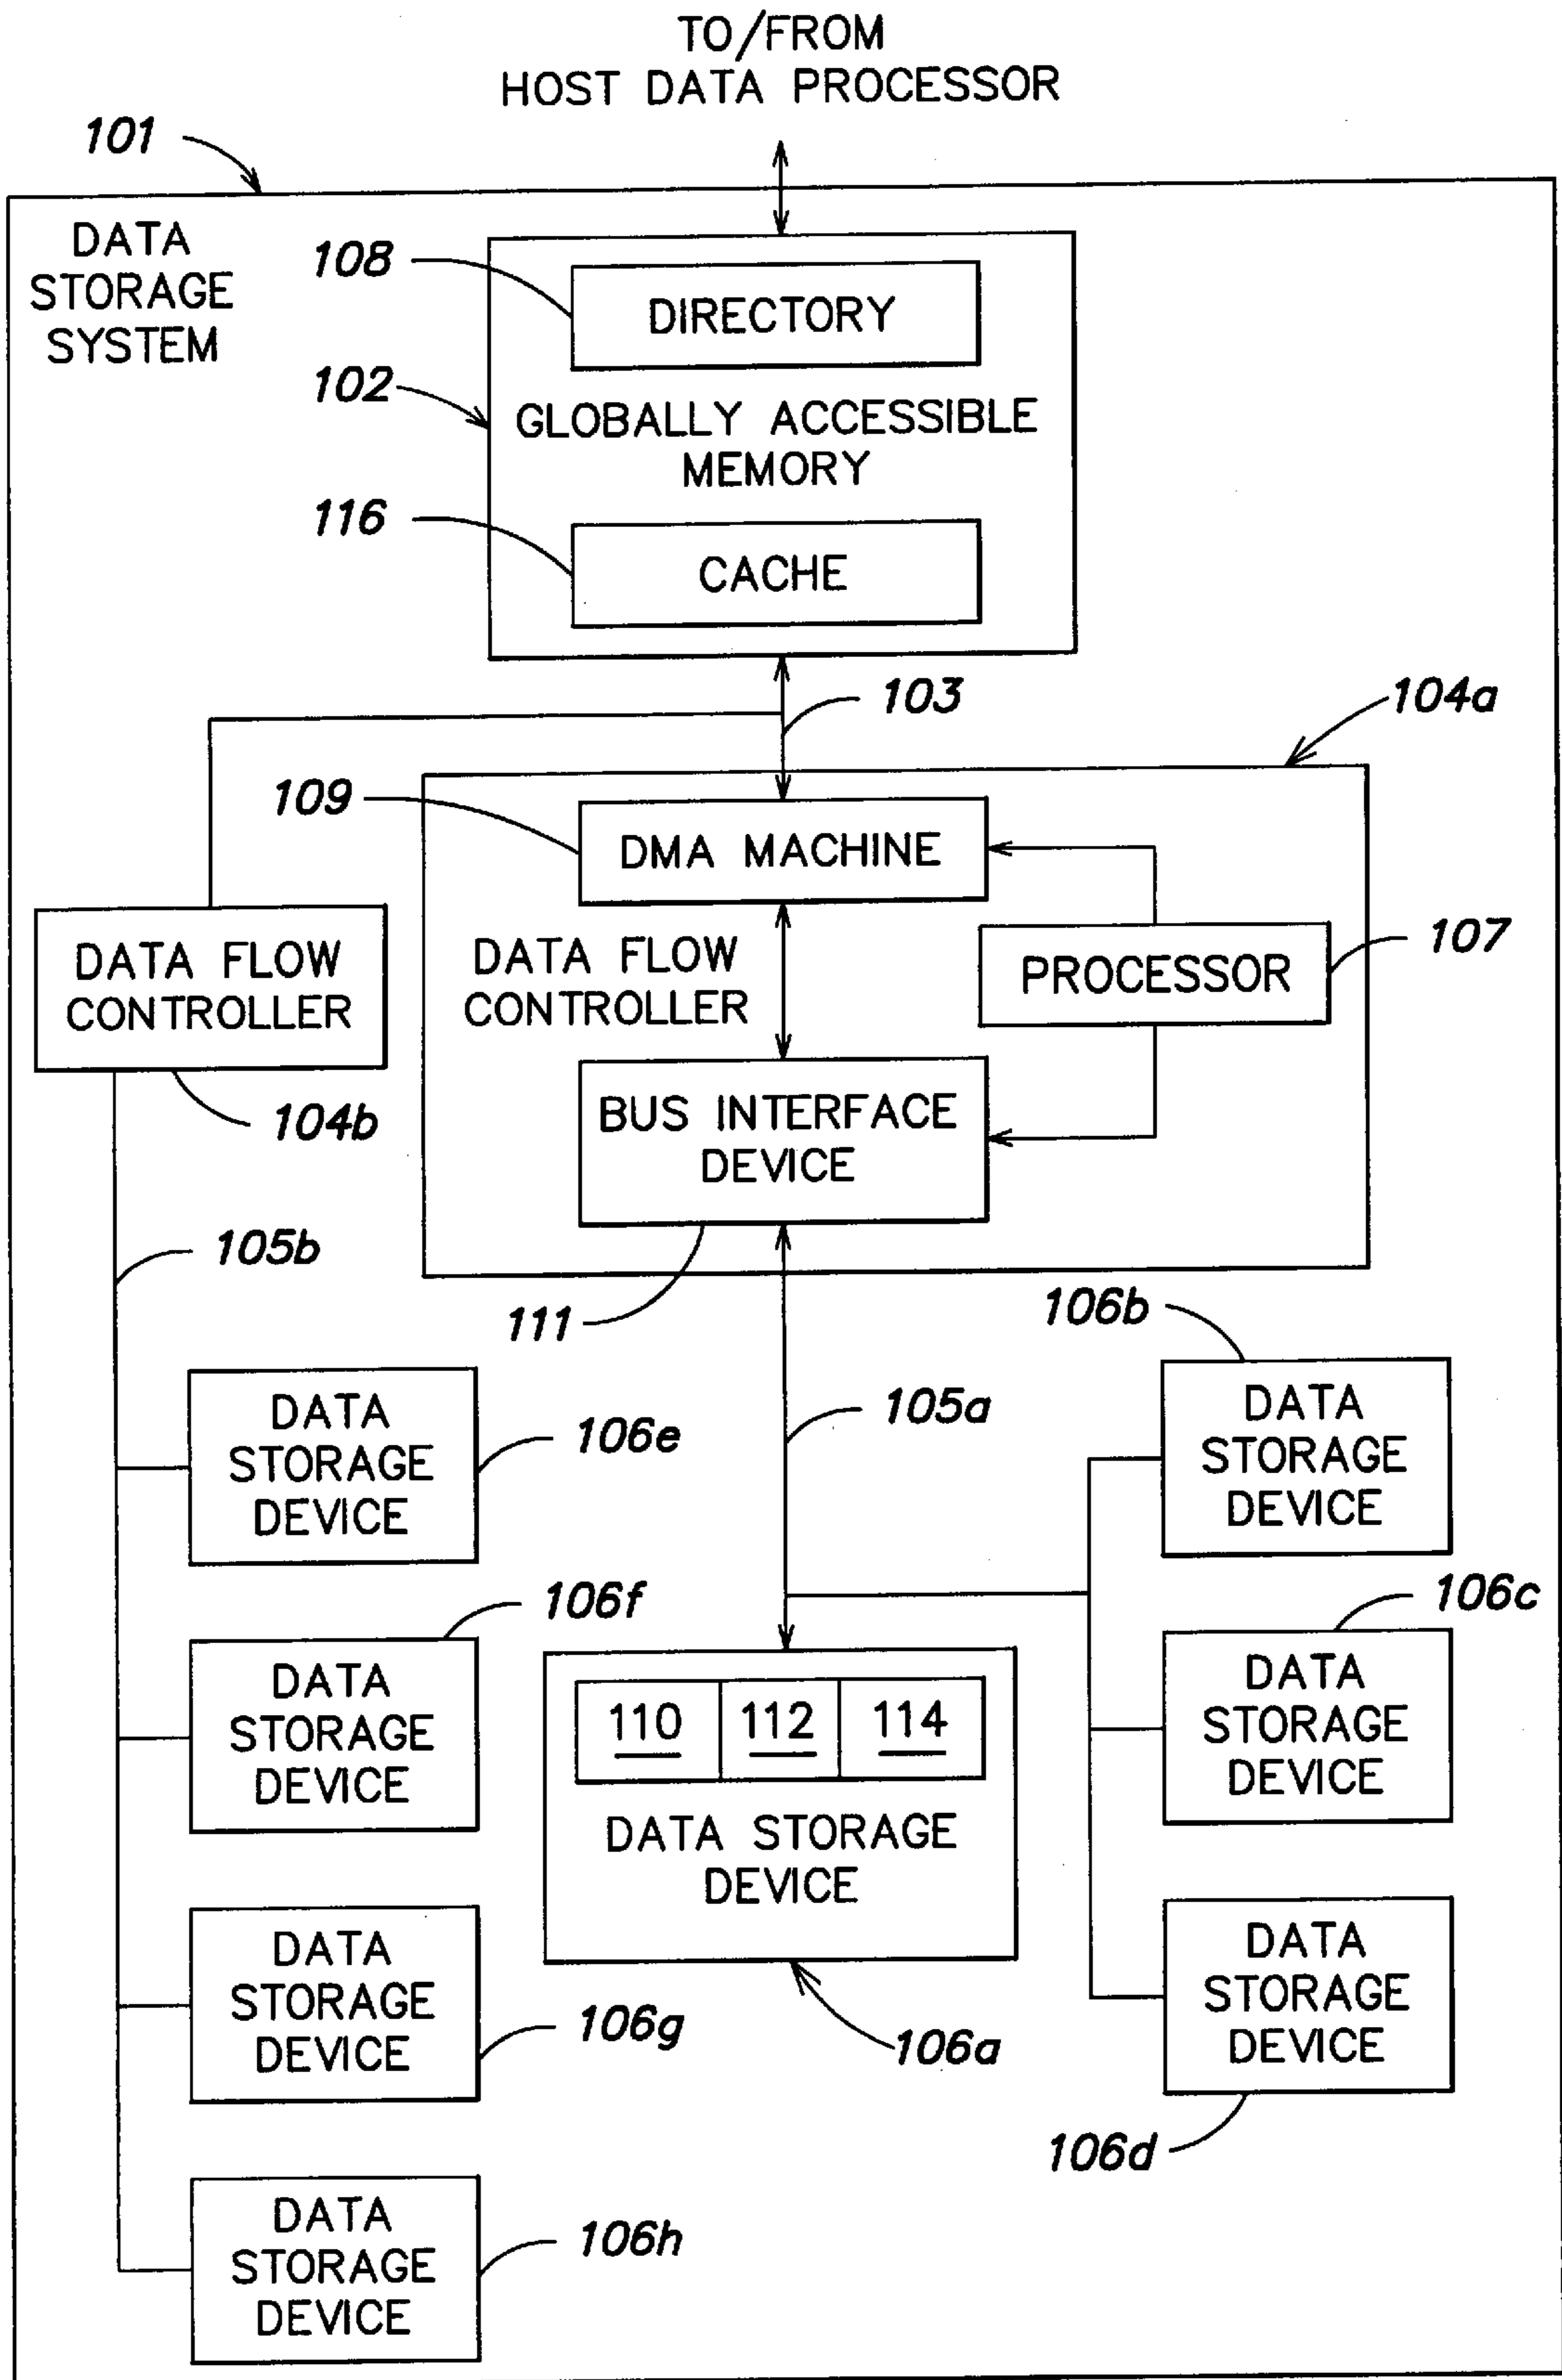 TO/FROM
HOST DATA PROCESSOR
101
DATA
STORAGE
SYSTEM
108
DIRECTORY
102
GLOBALLY ACCESSIBLE
MEMORY
116
CACHE
103
104a
109
DMA MACHINE
DATA FLOW
CONTROLLER
104b
DATA FLOW
CONTROLLER
PROCESSOR
107
BUS INTERFACE
DEVICE
111
105b
105a
106b
DATA
STORAGE
DEVICE
DATA
STORAGE
DEVICE
106e
106f
DATA
STORAGE
DEVICE
110
112
114
DATA STORAGE
DEVICE
106a
106c
DATA
STORAGE
DEVICE
DATA
STORAGE
DEVICE
106g
DATA
STORAGE
DEVICE
106d
DATA
STORAGE
DEVICE
106h